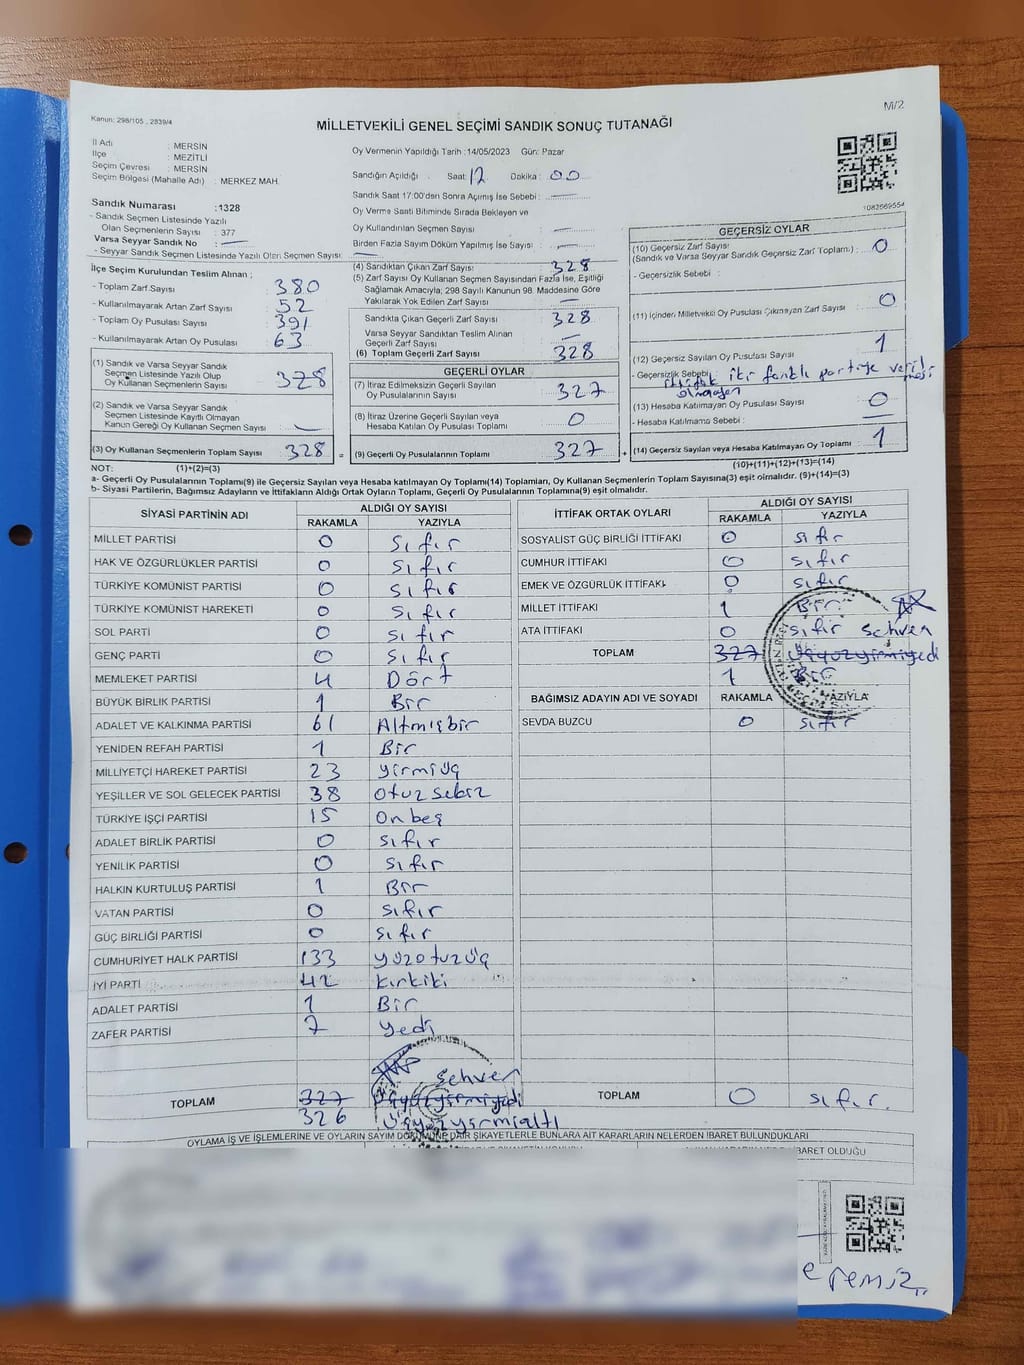 M/2
Kanun: 298/105 , 2839/4
MİLLETVEKİLİ GENEL SEÇİMİ SANDIK SONUÇ TUTANAĞI
İl Adı : MERSİN
İlçe : MEZİTLİ
Seçim Çevresi : MERSİN
Seçim Bölgesi (Mahalle Adı) : MERKEZ MAH.
Sandık Numarası :1328
- Sandık Seçmen Listesinde Yazılı
Olan Seçmenlerin Sayısı : 377
Varsa Seyyar Sandık No :
- Seyyar Sandık Seçmen Listesinde Yazılı Olan Seçmen Sayısı:
İlçe Seçim Kurulundan Teslim Alınan ;
- Toplam Zarf Sayısı : 380
- Kullanılmayarak Artan Zarf Sayısı : 52
- Toplam Oy Pusulası Sayısı : 391
- Kullanılmayarak Artan Oy Pusulası : 63
(1) Sandık ve Varsa Seyyar Sandık
Seçmen Listesinde Yazılı Olup
Oy Kullanan Seçmenlerin Sayısı : 328
(2) Sandık ve Varsa Seyyar Sandık
Seçmen Listesinde Kayıtlı Olmayan
Kanun Gereği Oy Kullanan Seçmen Sayısı :
(3) Oy Kullanan Seçmenlerin Toplam Sayısı : 328
Oy Vermenin Yapıldığı Tarih :14/05/2023 Gün: Pazar
Sandığın Açıldığı : Saat: 12 Dakika : 00
Sandık Saat 17:00'den Sonra Açımış İse Sebebi :
Oy Verme Saati Bitiminde Sırada Bekleyen ve
Oy Kullandırılan Seçmen Sayısı :
Birden Fazla Sayım Döküm Yapılmış İse Sayısı :
(4) Sandıktan Çıkan Zarf Sayısı : 328
(5) Zarf Sayısı Oy Kullanan Seçmen Sayısından Fazla İse, Eşitliği
Sağlamak Amacıyla; 298 Sayılı Kanunun 98. Maddesine Göre
Yakılarak Yok Edilen Zarf Sayısı :
Sandıkta Çıkan Geçerli Zarf Sayısı : 328
Varsa Seyyar Sandıktan Teslim Alınan
Geçerli Zarf Sayısı :
(6) Toplam Geçerli Zarf Sayısı : 328
GEÇERLİ OYLAR
(7) İtiraz Edilmeksizin Geçerli Sayılan
Oy Pusulalarının Sayısı : 327
(8) İtiraz Üzerine Geçerli Sayılan veya
Hesaba Katılan Oy Pusulası Toplamı : 0
= (9) Geçerli Oy Pusulalarının Toplamı : 327 +
1082669554
GEÇERSİZ OYLAR
(10) Geçersiz Zarf Sayısı
(Sandık ve Varsa Seyyar Sandık Geçersiz Zarf Toplamı) : 0
- Geçersizlik Sebebi :
(11) İçinden Milletvekili Oy Pusulası Çıkmayan Zarf Sayısı : 0
(12) Geçersiz Sayılan Oy Pusulası Sayısı : 1
- Geçersizlik Sebebi : ittifak iki farklı partiye verilmesi
olmayan
(13) Hesaba Katılmayan Oy Pusulası Sayısı : 0
- Hesaba Katılmama Sebebi :
(14) Geçersiz Sayılan veya Hesaba Katılmayan Oy Toplamı : 1
NOT: (1)+(2)=(3) (10)+(11)+(12)+(13)=(14)
a- Geçerli Oy Pusulalarının Toplamı(9) ile Geçersiz Sayılan veya Hesaba Katılmayan Oy Toplamı(14) Toplamları, Oy Kullanan Seçmenlerin Toplam Sayısına(3) eşit olmalıdır. (9)+(14)=(3)
b- Siyasi Partilerin, Bağımsız Adayların ve İttifakların Aldığı Ortak Oyların Toplamı, Geçerli Oy Pusulalarının Toplamına(9) eşit olmalıdır.
SİYASİ PARTİNİN ADI ALDIĞI OY SAYISI
RAKAMLA YAZIYLA
MİLLET PARTİSİ 0 Sıfır
HAK VE ÖZGÜRLÜKLER PARTİSİ 0 Sıfır
TÜRKİYE KOMÜNİST PARTİSİ 0 Sıfır
TÜRKİYE KOMÜNİST HAREKETİ 0 Sıfır
SOL PARTİ 0 sıfır
GENÇ PARTİ 0 Sıfır
MEMLEKET PARTİSİ 4 Dört
BÜYÜK BİRLİK PARTİSİ 1 Bir
ADALET VE KALKINMA PARTİSİ 61 Altmışbir
YENİDEN REFAH PARTİSİ 1 Bir
MİLLİYETÇİ HAREKET PARTİSİ 23 yirmiüç
YEŞİLLER VE SOL GELECEK PARTİSİ 38 otuzsekiz
TÜRKİYE İŞÇİ PARTİSİ 15 Onbeş
ADALET BİRLİK PARTİSİ 0 Sıfır
YENİLİK PARTİSİ 0 sıfır
HALKIN KURTULUŞ PARTİSİ 1 Bir
VATAN PARTİSİ 0 sıfır
GÜÇ BİRLİĞİ PARTİSİ 0 sıfır
CUMHURİYET HALK PARTİSİ 133 yüzotuzüç
İYİ PARTİ 42 kırkiki
ADALET PARTİSİ 1 Bir
ZAFER PARTİSİ 7 yedi
Sehven
TOPLAM 327 Üçyüzyirmiyedi
326 Üçyüzyirmialtı
İTTİFAK ORTAK OYLARI ALDIĞI OY SAYISI
RAKAMLA YAZIYLA
SOSYALİST GÜÇ BİRLİĞİ İTTİFAKI 0 sıfır
CUMHUR İTTİFAKI 0 sıfır
EMEK VE ÖZGÜRLÜK İTTİFAKI 0 sıfır
MİLLET İTTİFAKI 1 Bir
ATA İTTİFAKI 0 sıfır sehven
TOPLAM 327 Üçyüzyirmiyedi
1 Bir
BAĞIMSIZ ADAYIN ADI VE SOYADI RAKAMLA YAZIYLA
SEVDA BUZCU 0 sıfır
TOPLAM 0 sıfır.
OYLAMA İŞ VE İŞLEMLERİNE VE OYLARIN SAYIM DÖKÜMÜNE DAİR ŞİKAYETLERLE BUNLARA AİT KARARLARIN NELERDEN İBARET BULUNDUKLARI
BARET OLDUĞU